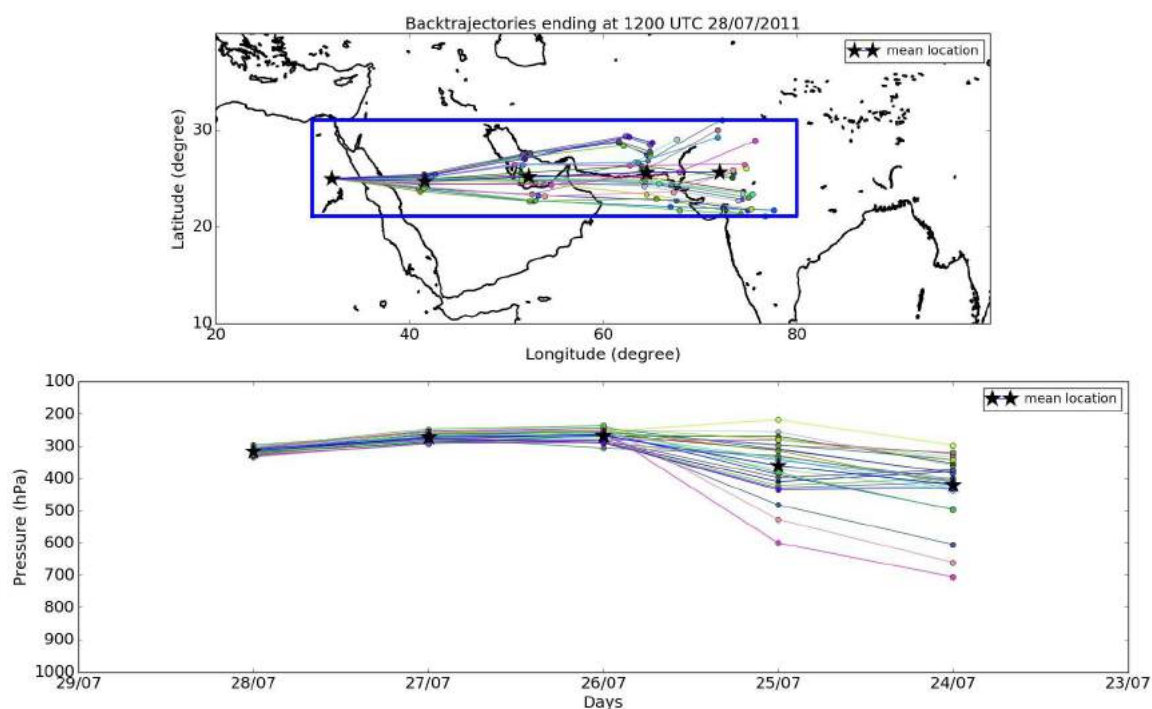 Backtrajectories ending at 1200 UTC 28/07/2011
mean location
Latitude (degree)
30
20
10
20 40 60 80
Longitude (degree)
mean location
Pressure (hPa)
100
200
300
400
500
600
700
800
900
1000
29/07 28/07 27/07 26/07 25/07 24/07 23/07
Days